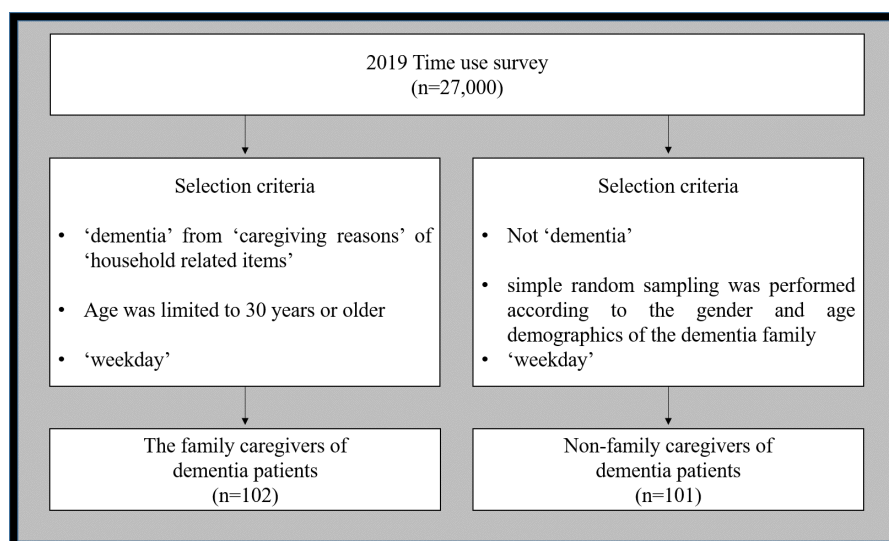 2019 Time use survey
(n=27,000)
Selection criteria
• ‘dementia’ from ‘caregiving reasons’ of
‘household related items’
• Age was limited to 30 years or older
• ‘weekday’
Selection criteria
• Not ‘dementia’
• simple random sampling was performed
according to the gender and age
demographics of the dementia family
• ‘weekday’
The family caregivers of
dementia patients
(n=102)
Non-family caregivers of
dementia patients
(n=101)